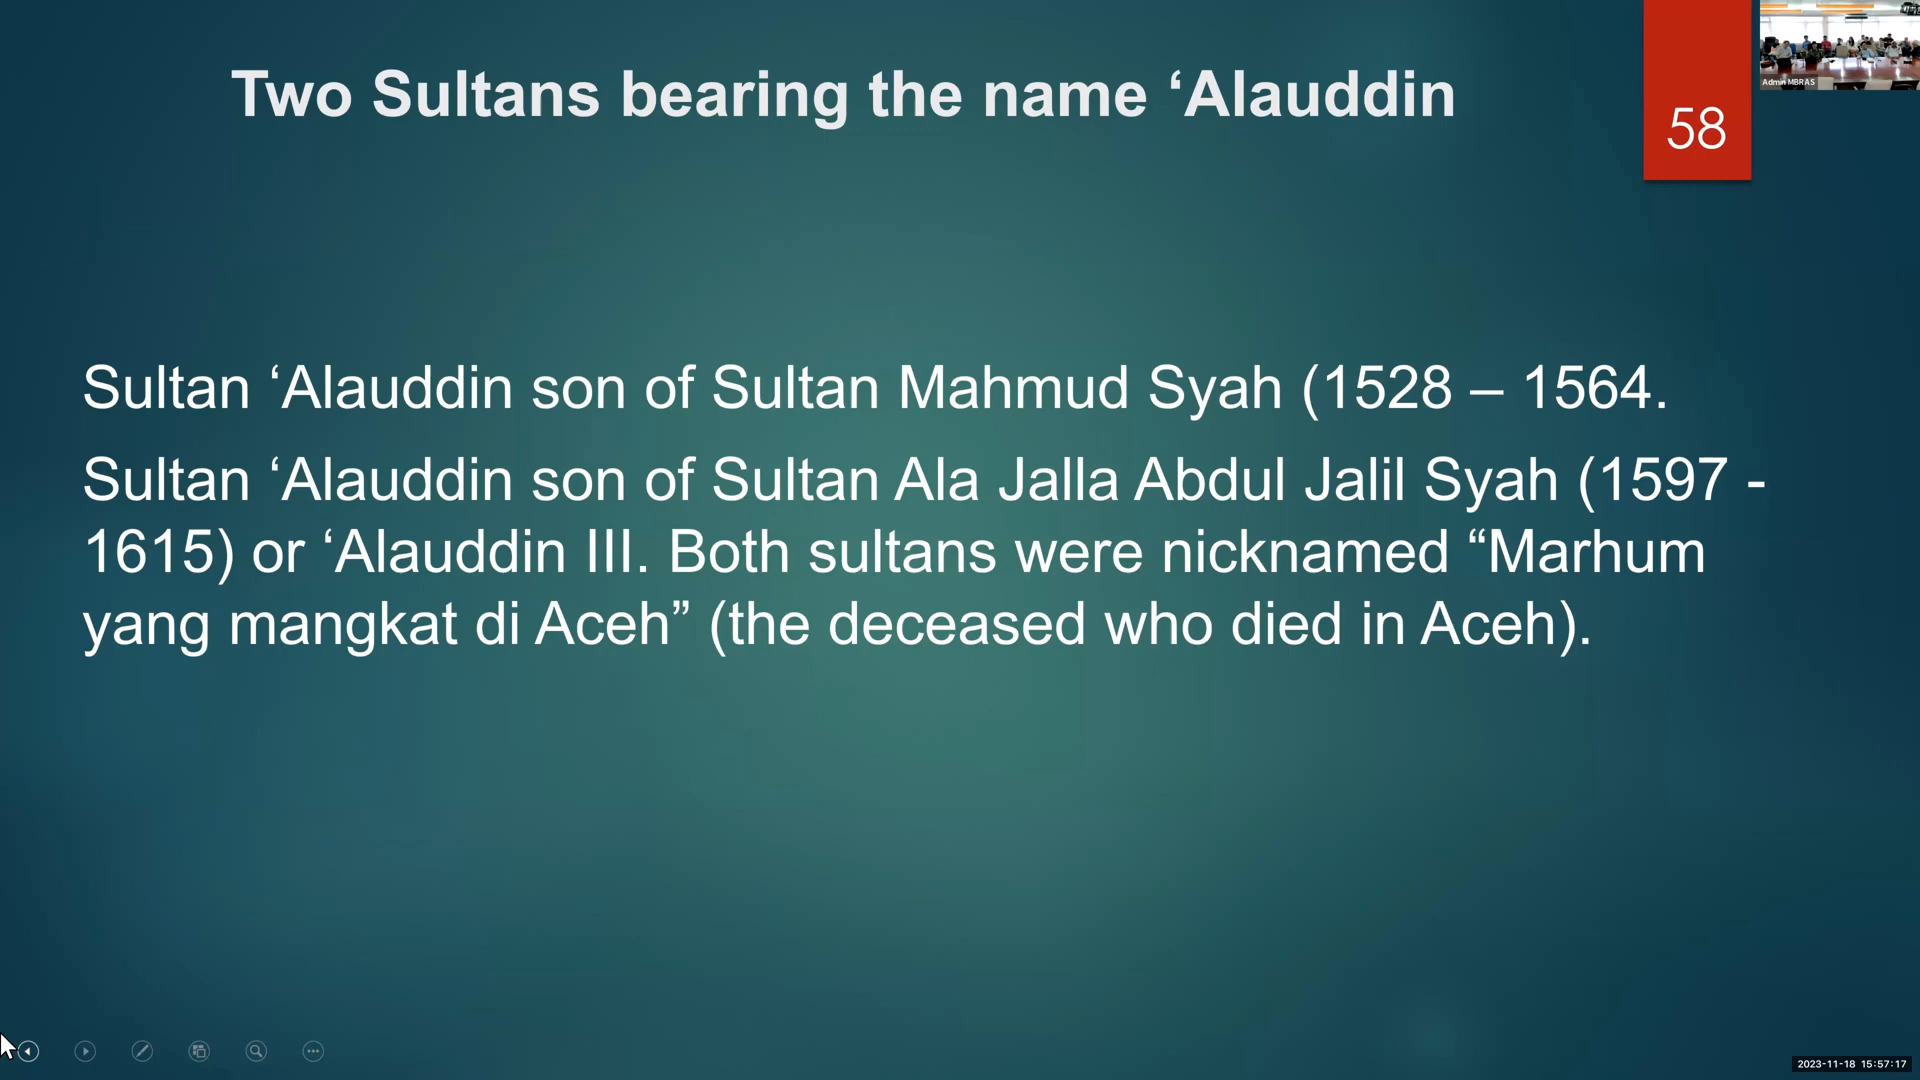 Two Sultans bearing the name ‘Alauddin
58
Admin MBRAS
Sultan ‘Alauddin son of Sultan Mahmud Syah (1528 – 1564.
Sultan ‘Alauddin son of Sultan Ala Jalla Abdul Jalil Syah (1597 -
1615) or ‘Alauddin III. Both sultans were nicknamed “Marhum
yang mangkat di Aceh” (the deceased who died in Aceh).
2023-11-18 15:57:17